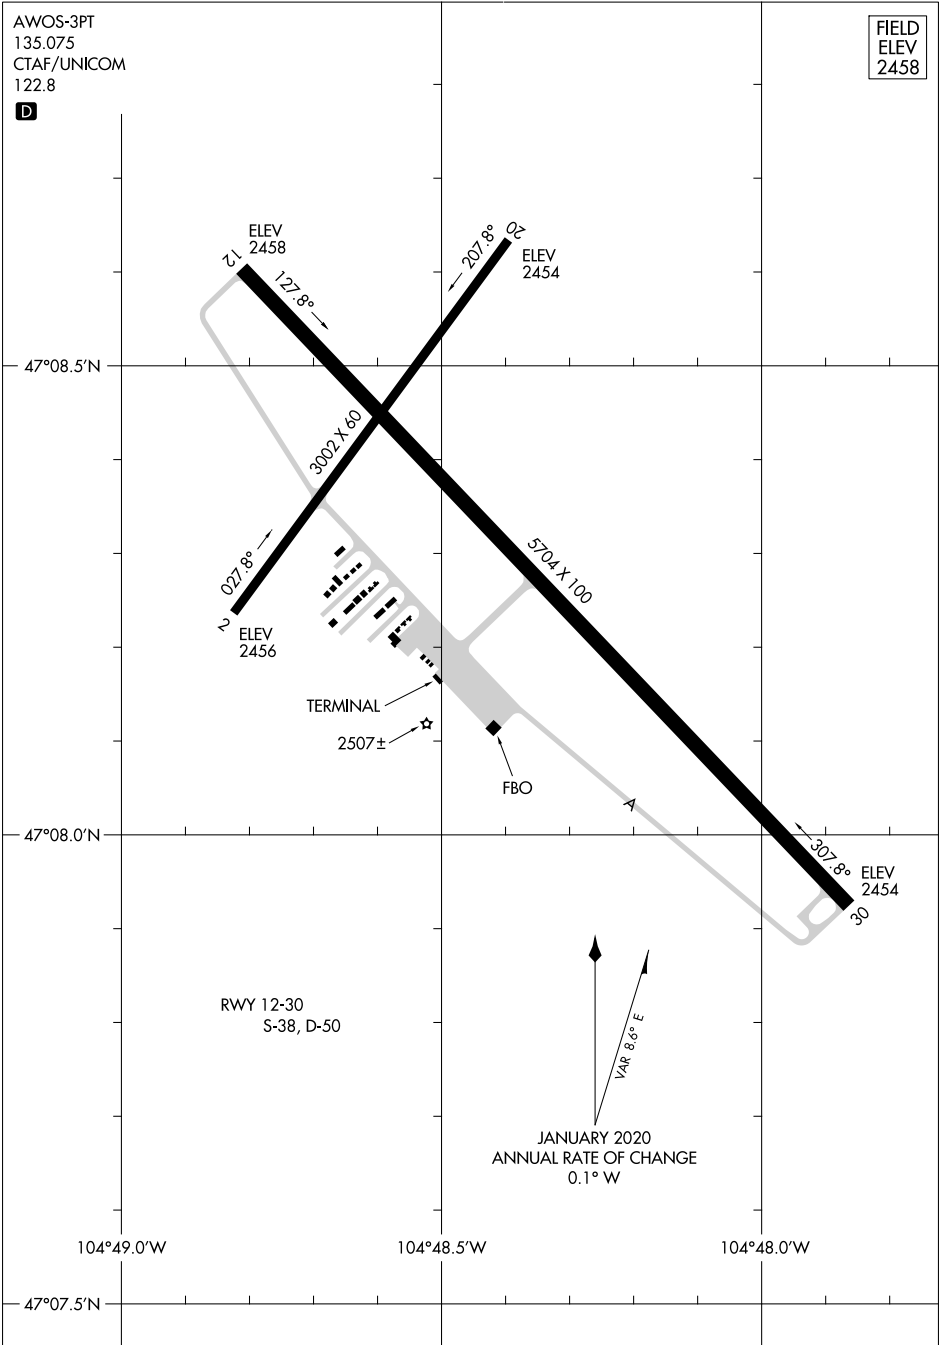 AWOS-3PT
135.075
CTAF/UNICOM
122.8
D
FIELD
ELEV
2458
ELEV
2458
12
127.8°
207.8°
20
ELEV
2454
47°08.5'N
3002 X 60
027.8°
2
ELEV
2456
5704 X 100
TERMINAL
2507±
FBO
A
47°08.0'N
307.8°
ELEV
2454
30
RWY 12-30
S-38, D-50
VAR 8.6° E
JANUARY 2020
ANNUAL RATE OF CHANGE
0.1° W
104°49.0'W
104°48.5'W
104°48.0'W
47°07.5'N